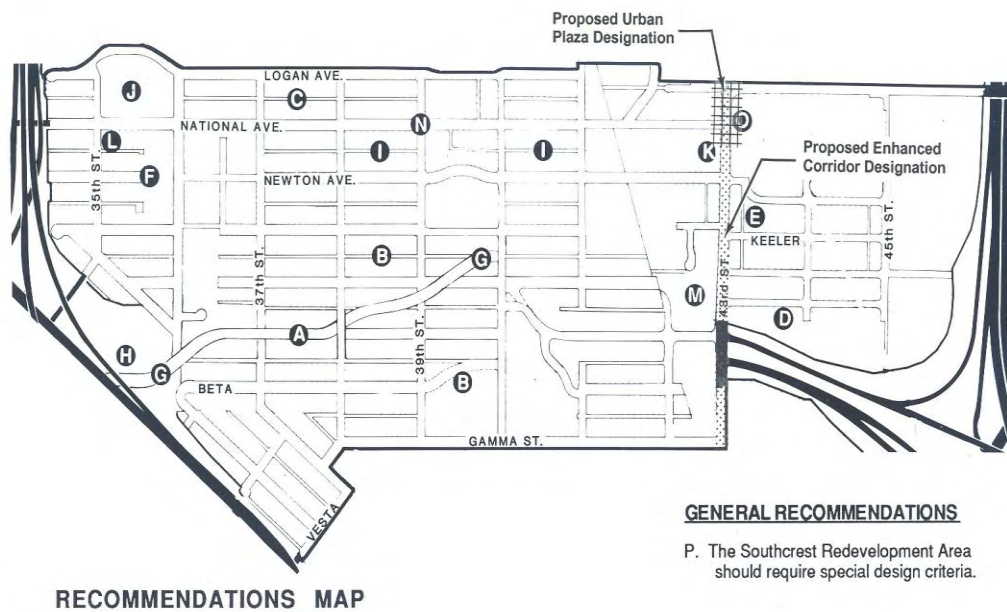 Proposed Urban
Plaza Designation
LOGAN AVE.
J
C
NATIONAL AVE.
N
O
L
I
I
K
Proposed Enhanced
Corridor Designation
35th ST.
F
NEWTON AVE.
E
KEELER
45th ST.
37th ST.
B
G
43rd ST.
M
A
D
39th ST.
H
G
BETA
B
GAMMA ST.
VESTA
GENERAL RECOMMENDATIONS
P. The Southcrest Redevelopment Area
should require special design criteria.
RECOMMENDATIONS MAP